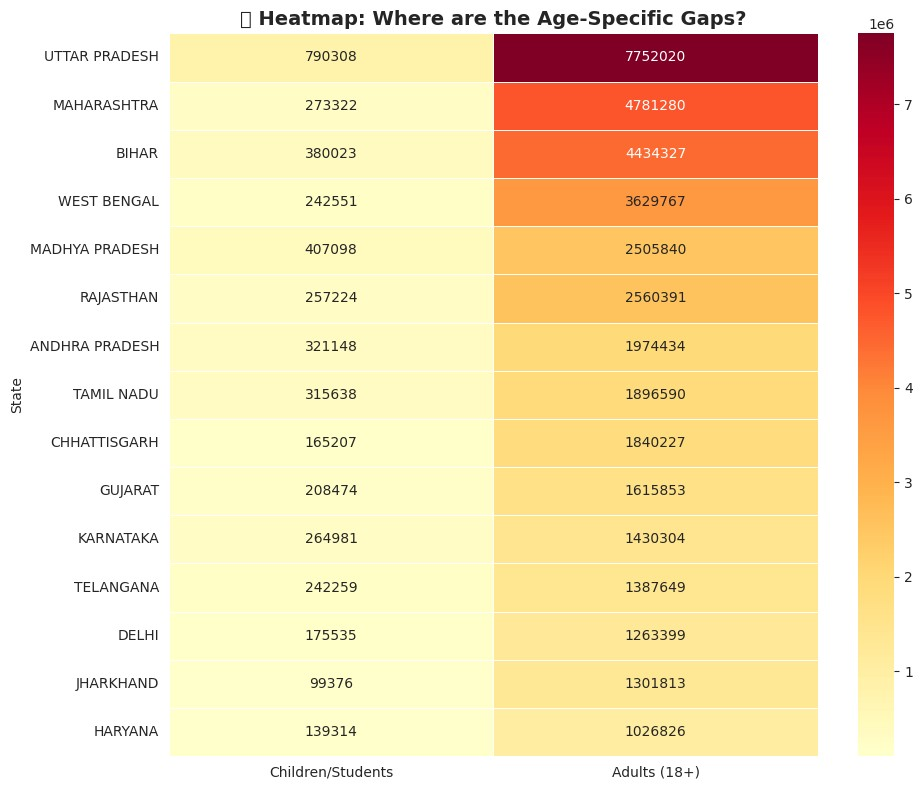 Heatmap: Where are the Age-Specific Gaps?
1e6
UTTAR PRADESH 790308 7752020
7
MAHARASHTRA 273322 4781280
6
BIHAR 380023 4434327
WEST BENGAL 242551 3629767
5
MADHYA PRADESH 407098 2505840
RAJASTHAN 257224 2560391
ANDHRA PRADESH 321148 1974434
4
State
TAMIL NADU 315638 1896590
CHHATTISGARH 165207 1840227
3
GUJARAT 208474 1615853
KARNATAKA 264981 1430304
2
TELANGANA 242259 1387649
DELHI 175535 1263399
1
JHARKHAND 99376 1301813
HARYANA 139314 1026826
Children/Students Adults (18+)